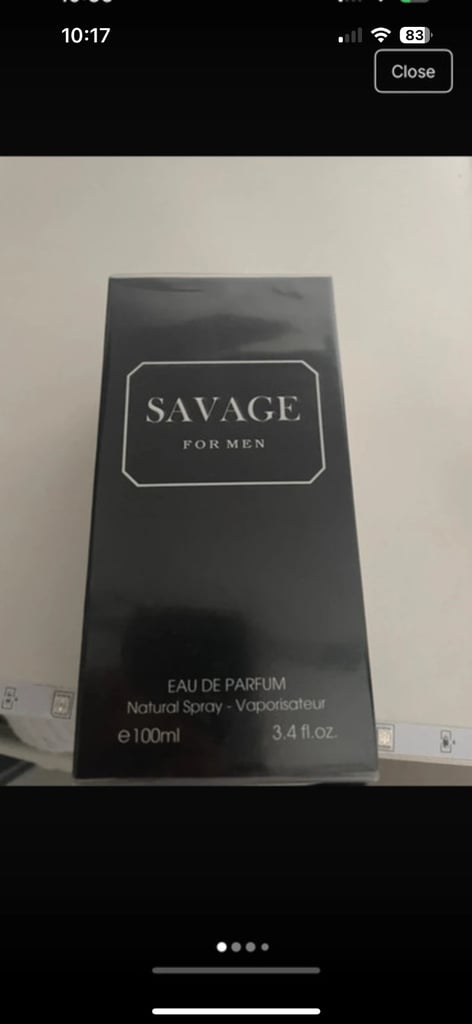 10:17
83
Close
SAVAGE
FOR MEN
EAU DE PARFUM
Natural Spray - Vaporisateur
e100ml
3.4 fl.oz.